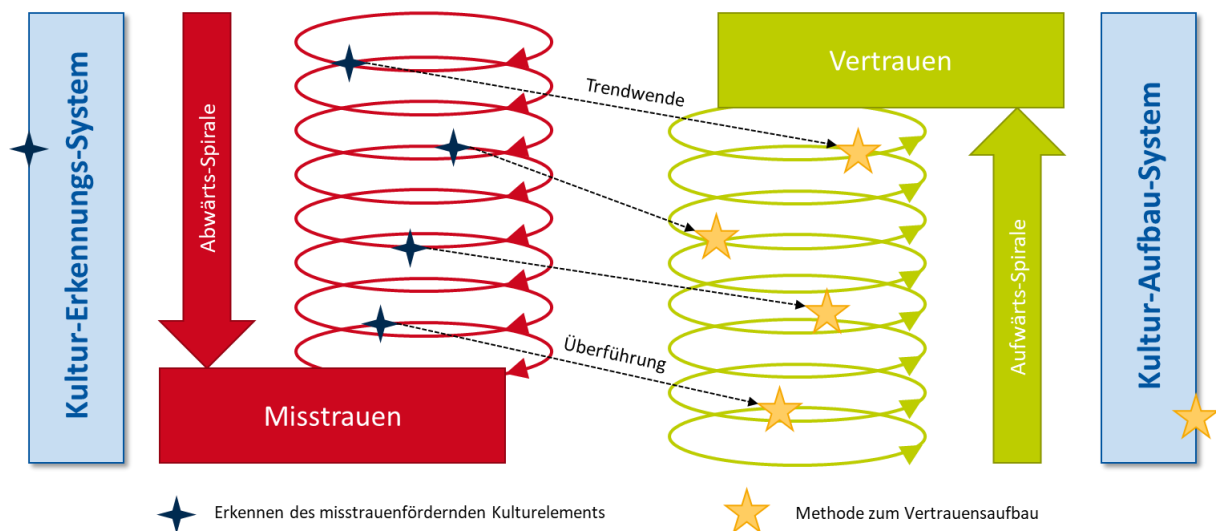 Kultur-Erkennungs-System
Abwärts-Spirale
Misstrauen
Trendwende
Überführung
Vertrauen
Aufwärts-Spirale
Kultur-Aufbau-System
Erkennen des misstrauenfördernden Kulturelements
Methode zum Vertrauensaufbau